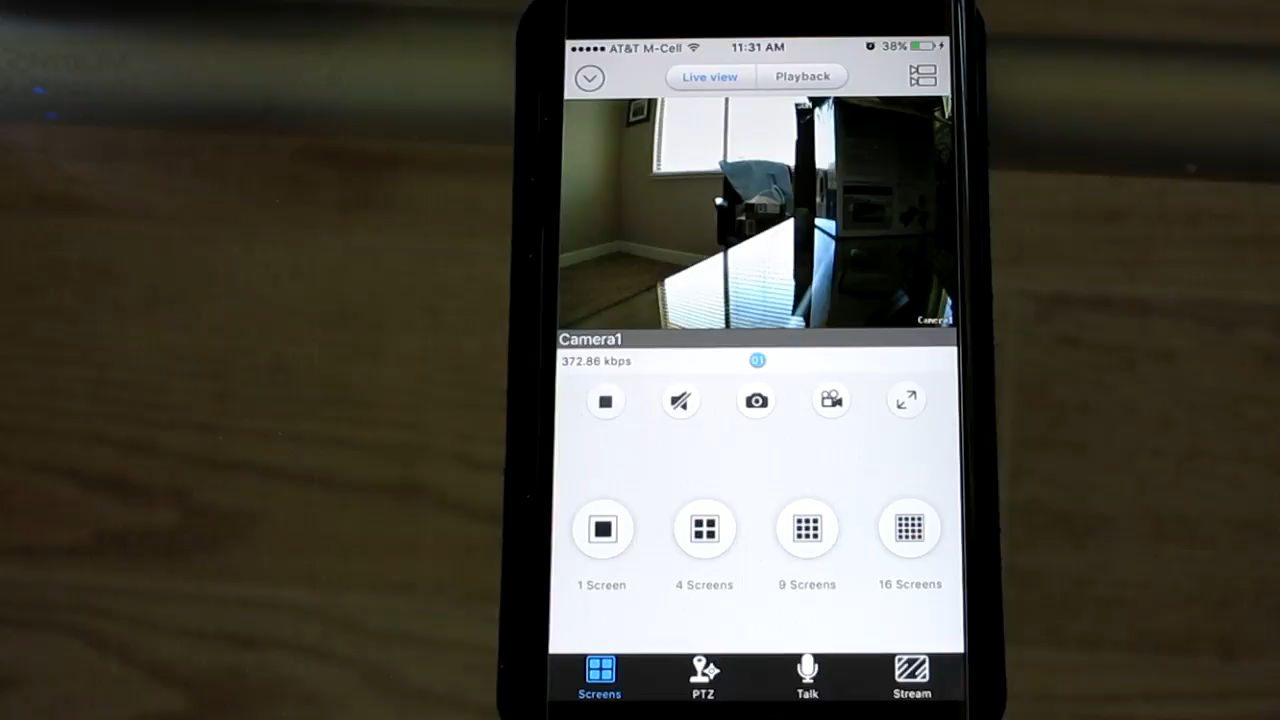 AT&T M-Cell 11:31 AM 38%
Live view Playback
Camera1
Camera1
372.86 kbps 01
1 Screen 4 Screens 9 Screens 16 Screens
Screens PTZ Talk Stream